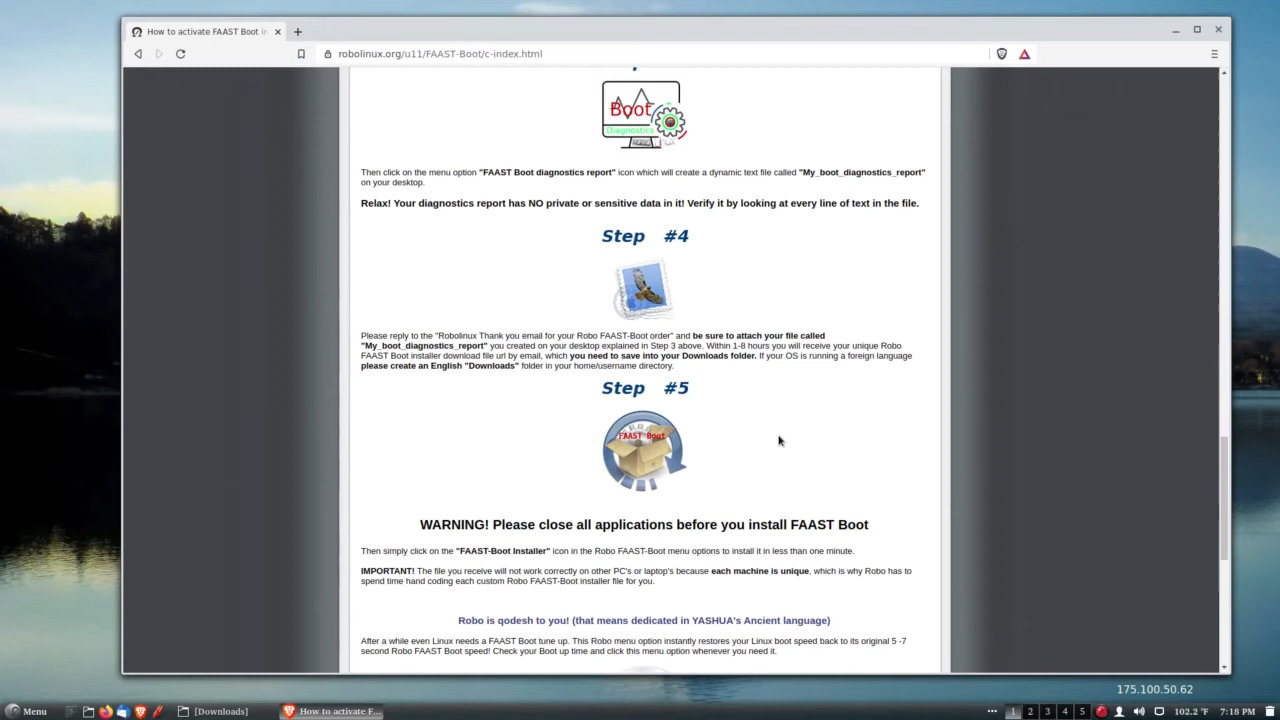 How to activate FAAST Boot in
robolinux.org/u11/FAAST-Boot/c-index.html
Boot
Diagnostics
Then click on the menu option "FAAST Boot diagnostics report" icon which will create a dynamic text file called "My_boot_diagnostics_report"
on your desktop.
Relax! Your diagnostics report has NO private or sensitive data in it! Verify it by looking at every line of text in the file.
Step #4
Please reply to the "Robolinux Thank you email for your Robo FAAST-Boot order" and be sure to attach your file called
"My_boot_diagnostics_report" you created on your desktop explained in Step 3 above. Within 1-8 hours you will receive your unique Robo
FAAST Boot installer download file url by email, which you need to save into your Downloads folder. If your OS is running a foreign language
please create an English "Downloads" folder in your home/username directory.
Step #5
FAAST Boot
WARNING! Please close all applications before you install FAAST Boot
Then simply click on the "FAAST-Boot Installer" icon in the Robo FAAST-Boot menu options to install it in less than one minute.
IMPORTANT! The file you receive will not work correctly on other PC's or laptop's because each machine is unique, which is why Robo has to
spend time hand coding each custom Robo FAAST-Boot installer file for you.
Robo is qodesh to you! (that means dedicated in YASHUA's Ancient language)
After a while even Linux needs a FAAST Boot tune up. This Robo menu option instantly restores your Linux boot speed back to its original 5 -7
second Robo FAAST Boot speed! Check your Boot up time and click this menu option whenever you need it.
175.100.50.62
Menu [Downloads] How to activate F... 1 2 3 4 5 102.2 °F 7:18 PM